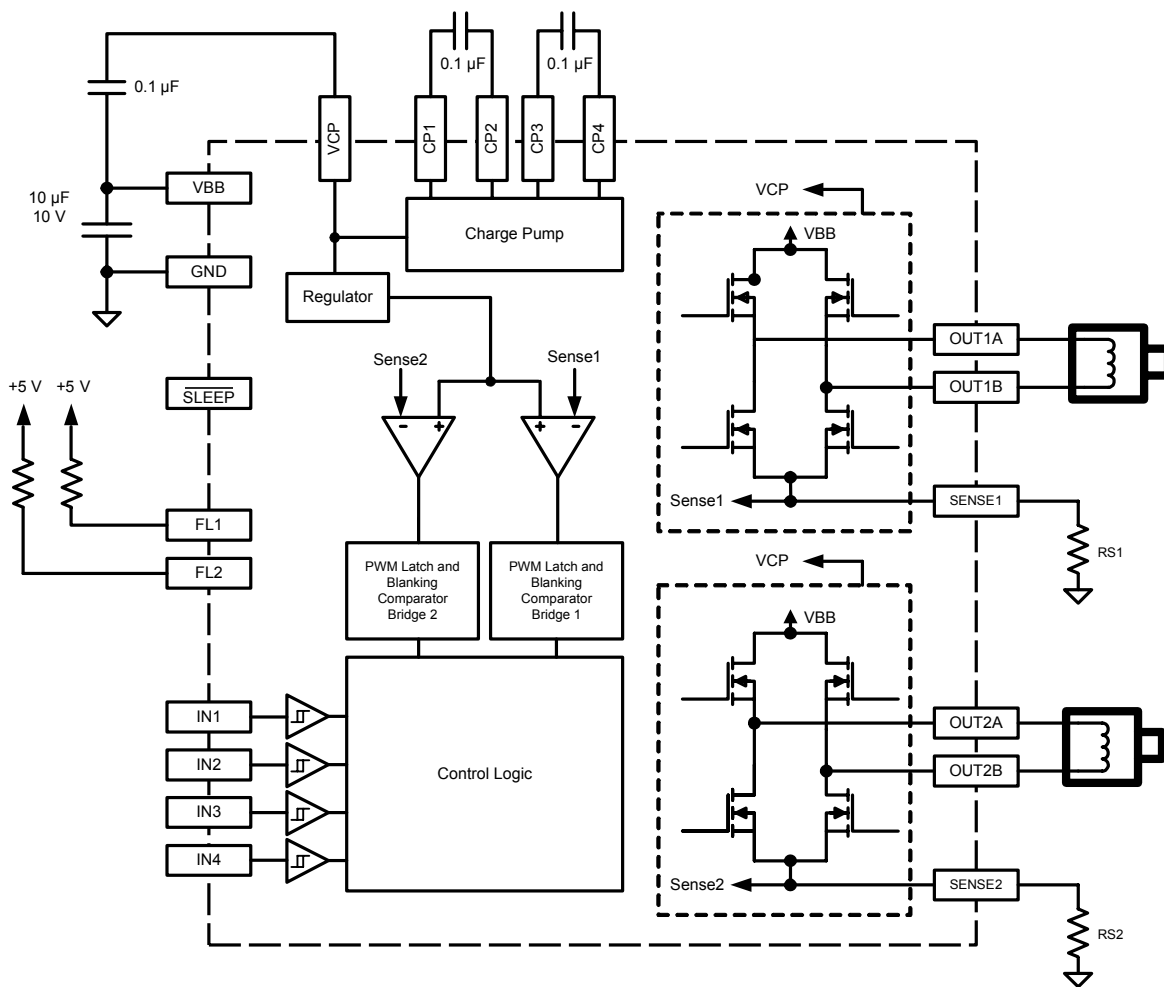 0.1 µF
0.1 µF
0.1 µF
VCP
CP1
CP2
CP3
CP4
VBB
10 µF
10 V
GND
Charge Pump
Regulator
VCP
VBB
OUT1A
OUT1B
Sense2
Sense1
+5 V
+5 V
SLEEP
- +
+ -
Sense1
SENSE1
RS1
FL1
FL2
PWM Latch and
Blanking
Comparator
Bridge 2
PWM Latch and
Blanking
Comparator
Bridge 1
VCP
VBB
IN1
IN2
IN3
IN4
Control Logic
OUT2A
OUT2B
Sense2
SENSE2
RS2